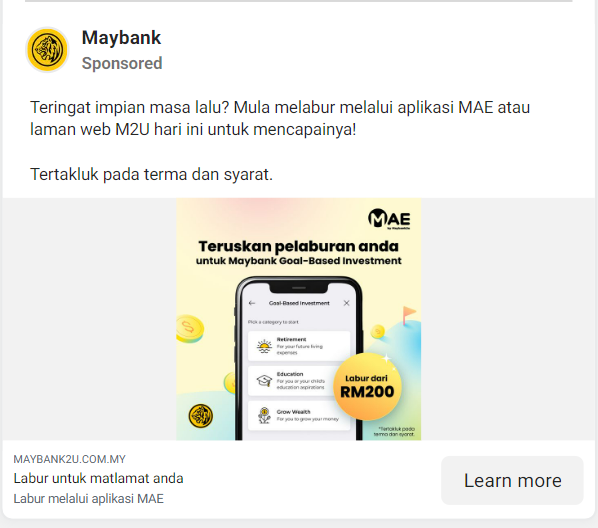 Maybank
Sponsored
Teringat impian masa lalu? Mula melabur melalui aplikasi MAE atau
laman web M2U hari ini untuk mencapainya!
Tertakluk pada terma dan syarat.
MAE
by Maybank2u
Teruskan pelaburan anda
untuk Maybank Goal-Based Investment
Goal-Based Investment
Pick a category to start
Retirement
For your future living
expenses
Education
For you or your child's
education aspirations
Grow Wealth
For you to grow your money
Labur dari
RM200
*Tertakluk pada
terma dan syarat.
MAYBANK2U.COM.MY
Labur untuk matlamat anda
Labur melalui aplikasi MAE
Learn more